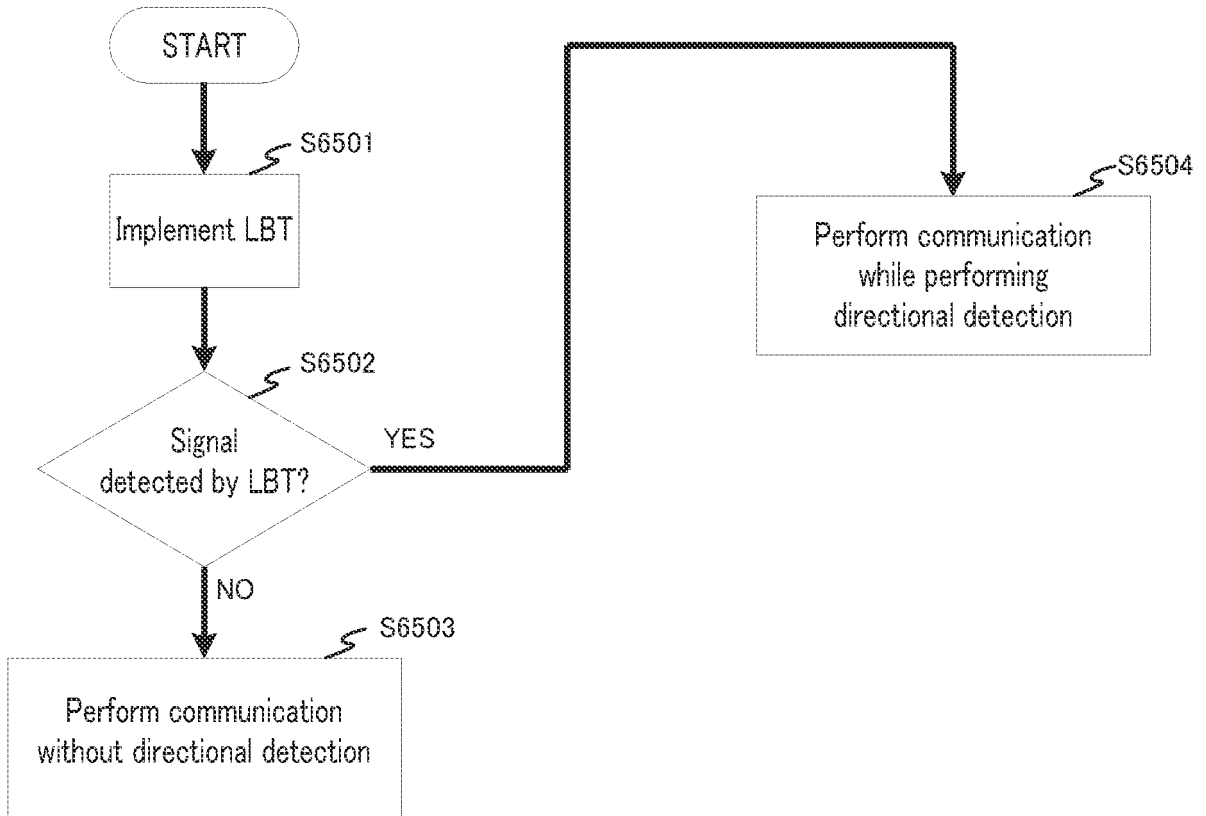 START
S6501
Implement LBT
S6502
Signal
detected by LBT?
YES
NO
S6503
Perform communication
without directional detection
S6504
Perform communication
while performing
directional detection